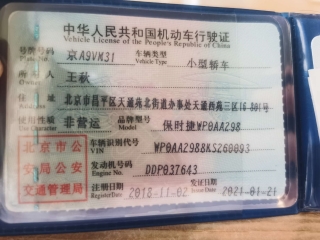 中华人民共和国机动车行驶证
Vehicle License of the People's Republic of China
号牌号码 京A9VM31 车辆类型 Vehicle Type 小型轿车
所有人 王秋
住址 北京市昌平区天通苑北街道办事处天通西苑三区16-801号
使用性质 Use Character 非营运 品牌型号 Model 保时捷WP0AA298
北京市公安局公安交通管理局
车辆识别代号 VIN WP0AA2988KS260093
发动机号码 Engine No. DDP037643
注册日期 Register Date 2018-11-02 发证日期 Issue Date 2021-01-21